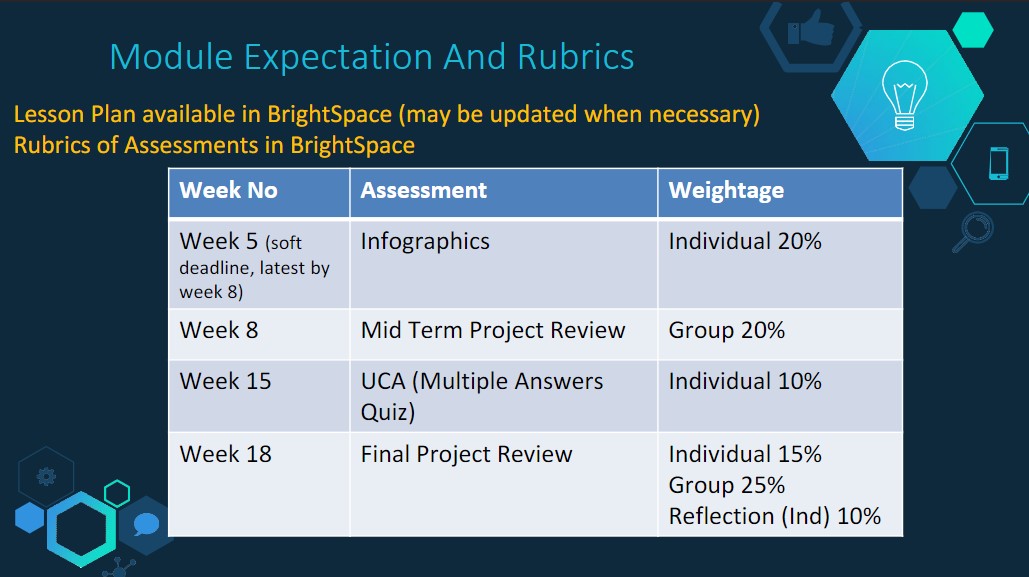 Module Expectation And Rubrics
Lesson Plan available in BrightSpace (may be updated when necessary)
Rubrics of Assessments in BrightSpace
Week No Assessment Weightage
Week 5 (soft Infographics Individual 20%
deadline, latest by
week 8)
Week 8 Mid Term Project Review Group 20%
Week 15 UCA (Multiple Answers Individual 10%
Quiz)
Week 18 Final Project Review Individual 15%
Group 25%
Reflection (Ind) 10%